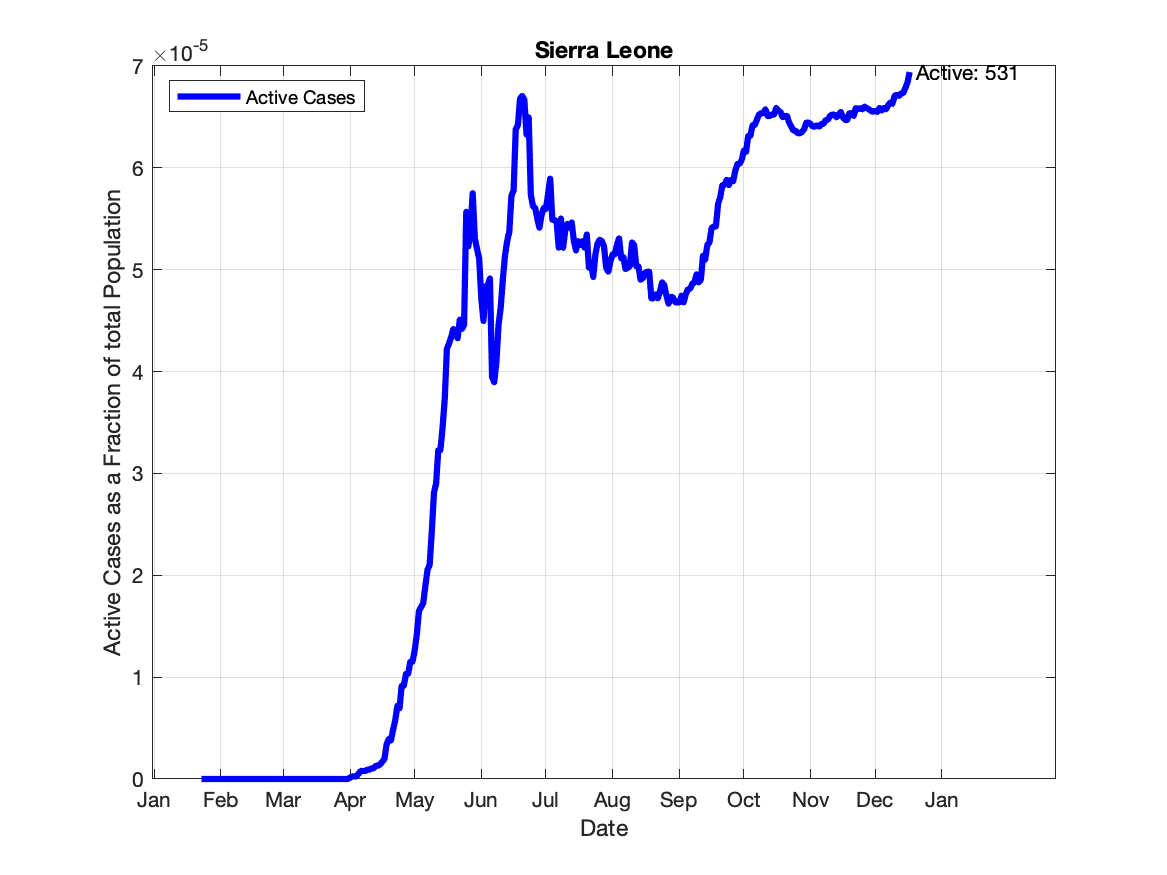 Sierra Leone
×10-5
7
6
5
4
3
2
1
0
Active Cases
Active: 531
Active Cases as a Fraction of total Population
Jan Feb Mar Apr May Jun Jul Aug Sep Oct Nov Dec Jan
Date